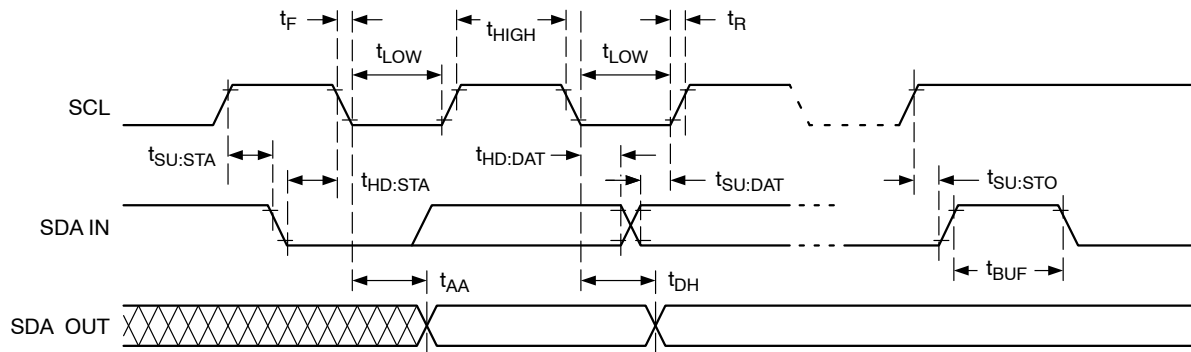 tF
tHIGH
tR
tLOW
tLOW
SCL
tSU:STA
tHD:STA
tHD:DAT
tSU:DAT
tSU:STO
SDA IN
tBUF
tAA
tDH
SDA OUT